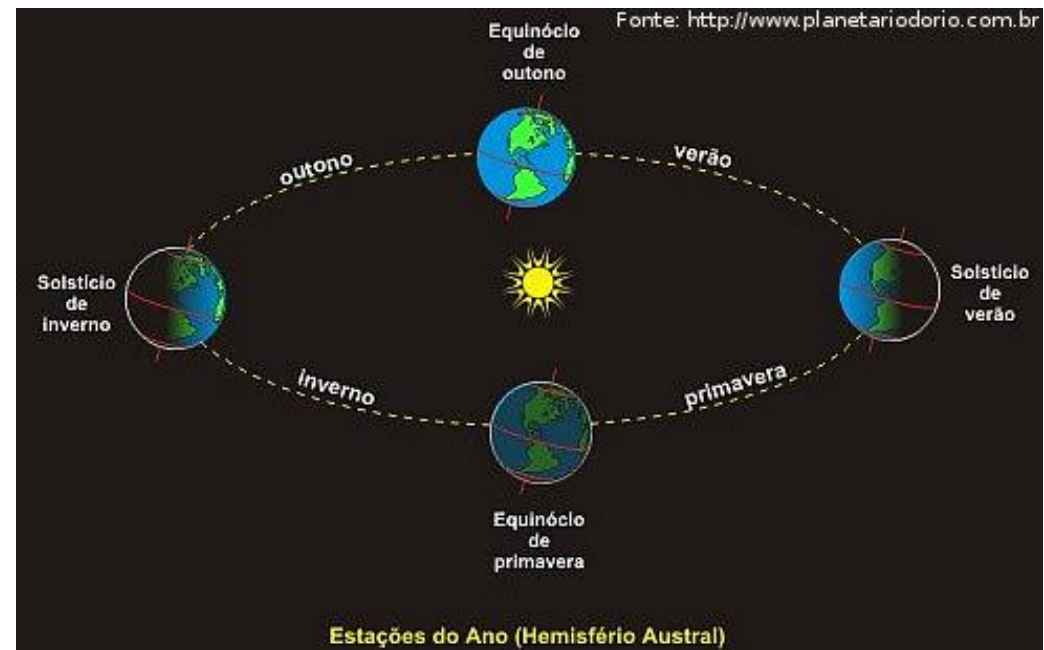 Fonte: http://www.planetariodorio.com.br
Equinócio
de
outono
outono
verão
Solstício
de
inverno
Solstício
de
verão
inverno
primavera
Equinócio
de
primavera
Estações do Ano (Hemisfério Austral)